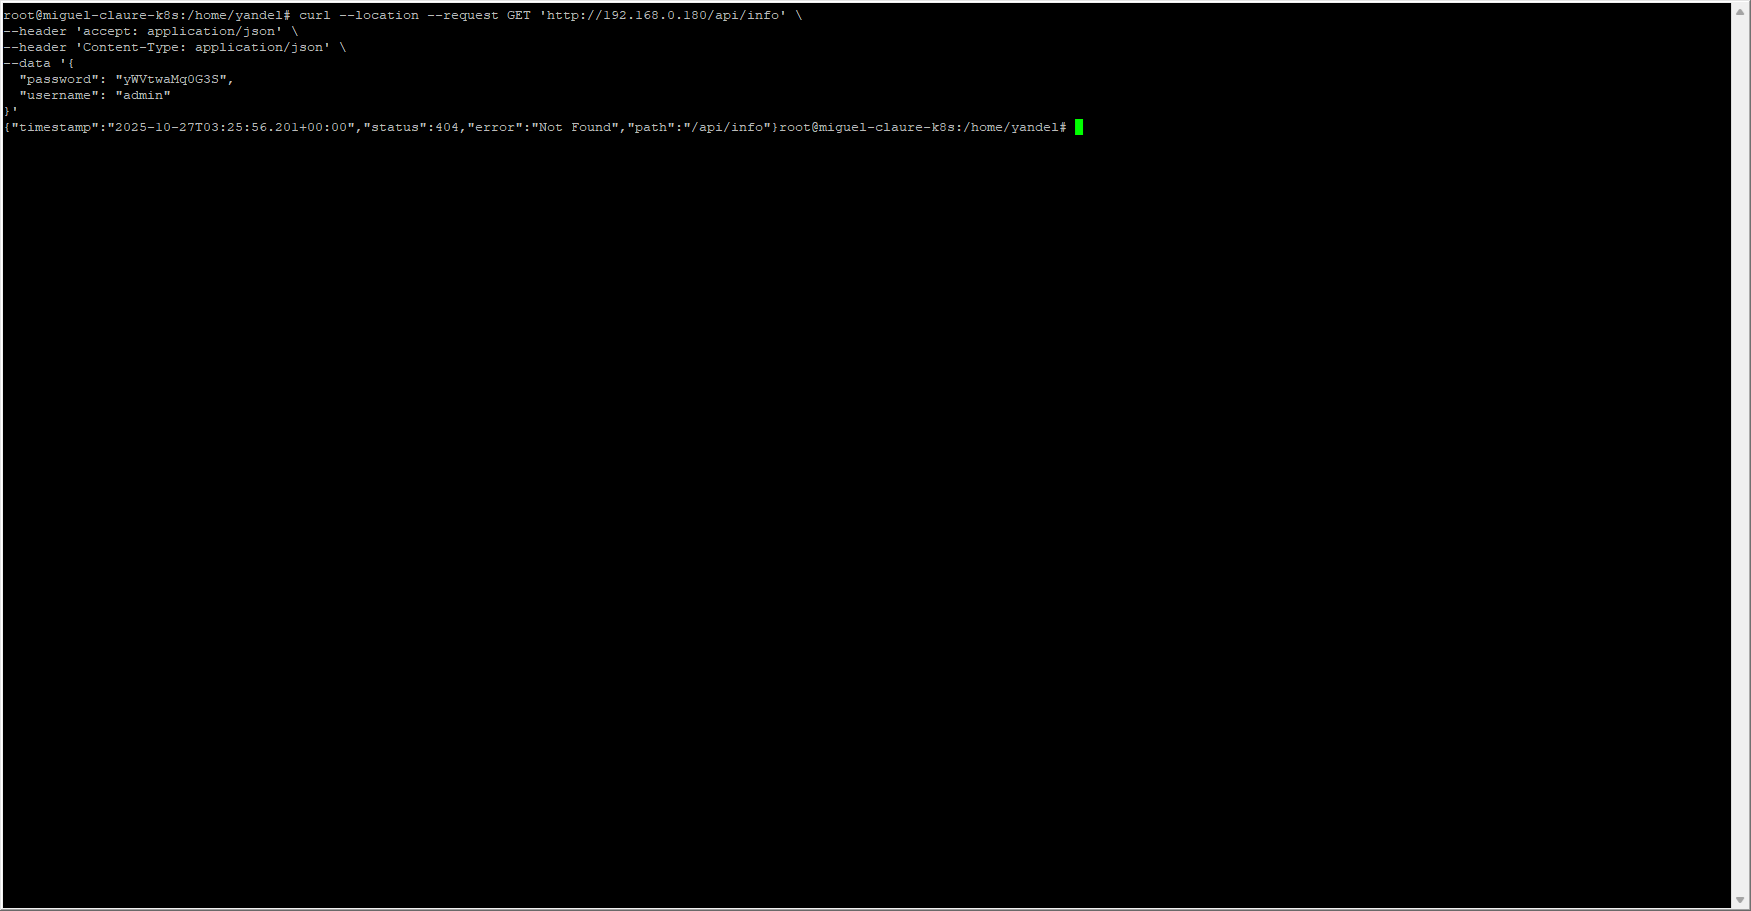 root@miguel-claure-k8s:/home/yandel# curl --location --request GET 'http://192.168.0.180/api/info' \
--header 'accept: application/json' \
--header 'Content-Type: application/json' \
--data '{
  "password": "yWVtwaMq0G3S",
  "username": "admin"
}'
{"timestamp":"2025-10-27T03:25:56.201+00:00","status":404,"error":"Not Found","path":"/api/info"}root@miguel-claure-k8s:/home/yandel#